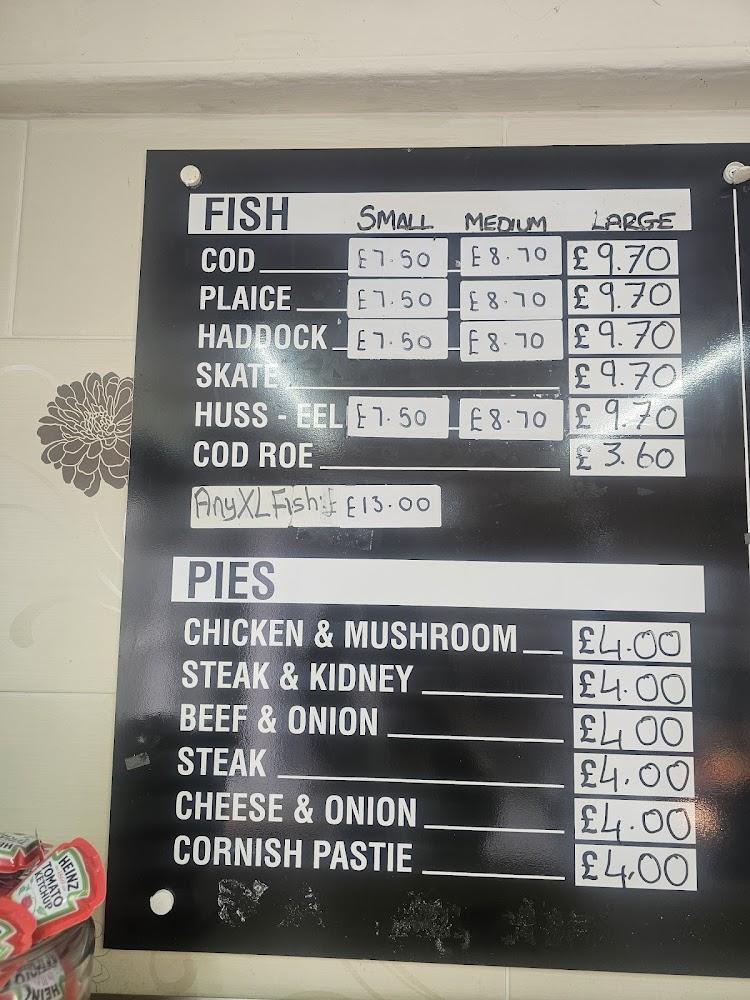 FISH SMALL MEDIUM LARGE
COD £7.50 £8.70 £9.70
PLAICE £7.50 £8.70 £9.70
HADDOCK £7.50 £8.70 £9.70
SKATE £9.70
HUSS - EEL £7.50 £8.70 £9.70
COD ROE £3.60
Any XL Fish: £13.00
PIES
CHICKEN & MUSHROOM £4.00
STEAK & KIDNEY £4.00
BEEF & ONION £4 00
STEAK £4.00
CHEESE & ONION £4.00
CORNISH PASTIE £4.00
HEINZ
TOMATO
KETCHUP